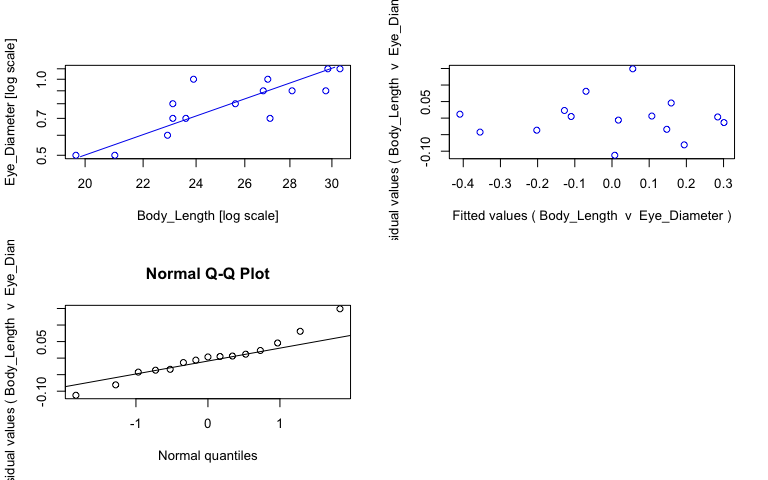 Eye_Diameter [log scale]
1.0
0.7
0.5
20 22 24 26 28 30
Body_Length [log scale]
sidual values ( Body_Length v Eye_Dian
0.05
-0.10
-0.4 -0.3 -0.2 -0.1 0.0 0.1 0.2 0.3
Fitted values ( Body_Length v Eye_Diameter )
Normal Q-Q Plot
sidual values ( Body_Length v Eye_Dian
0.05
-0.10
-1 0 1
Normal quantiles